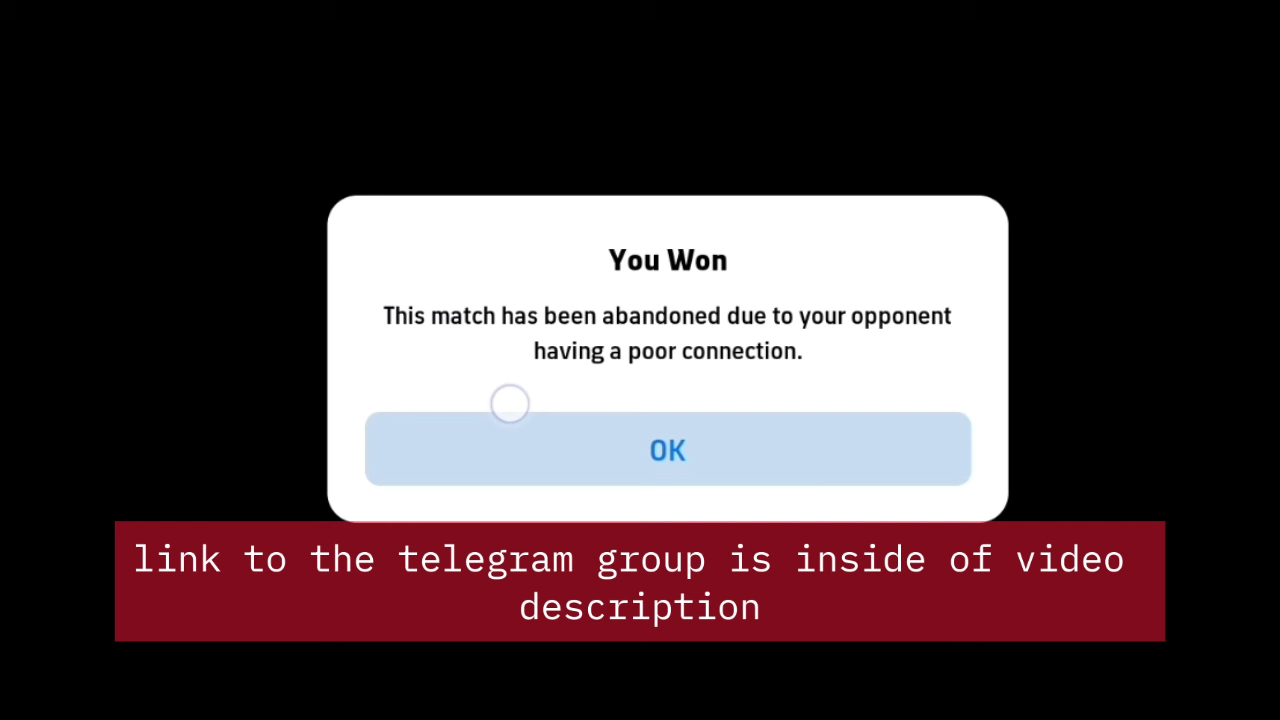 You Won
This match has been abandoned due to your opponent
having a poor connection.
OK
link to the telegram group is inside of video
description